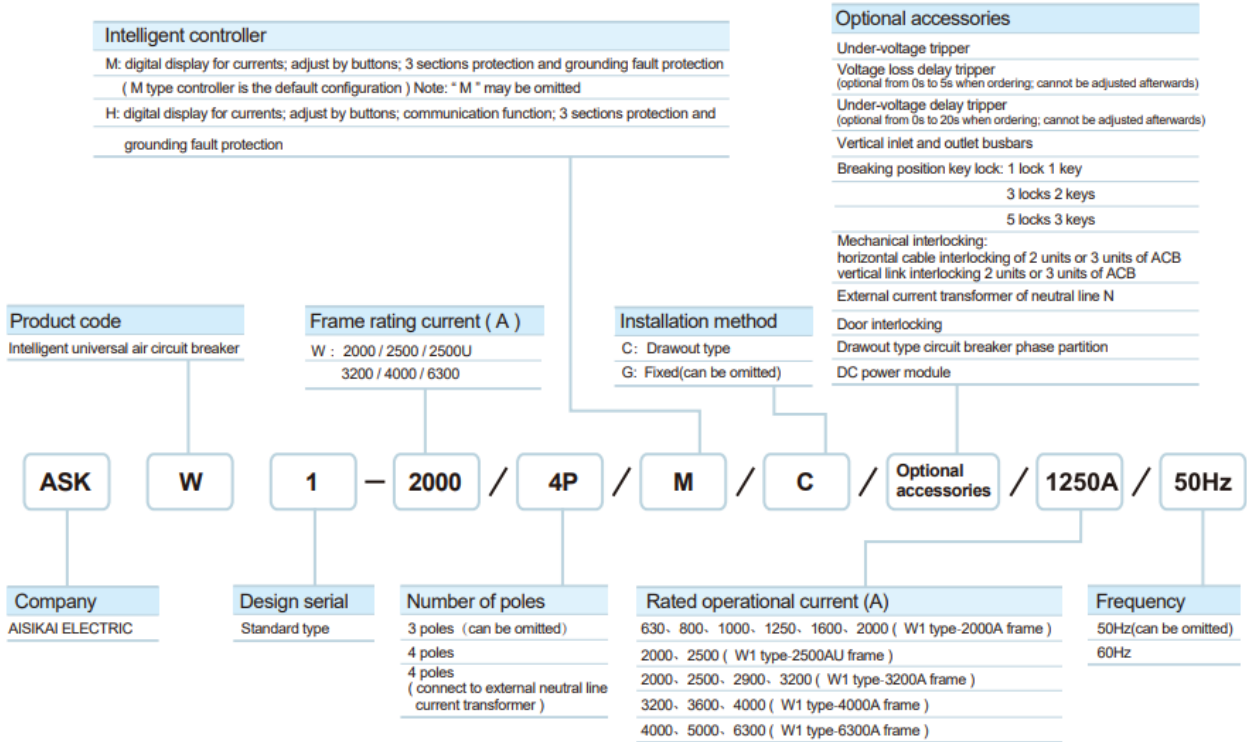 Intelligent controller
M: digital display for currents; adjust by buttons; 3 sections protection and grounding fault protection
( M type controller is the default configuration ) Note: “ M ” may be omitted
H: digital display for currents; adjust by buttons; communication function; 3 sections protection and
grounding fault protection
Optional accessories
Under-voltage tripper
Voltage loss delay tripper
(optional from 0s to 5s when ordering; cannot be adjusted afterwards)
Under-voltage delay tripper
(optional from 0s to 20s when ordering; cannot be adjusted afterwards)
Vertical inlet and outlet busbars
Breaking position key lock: 1 lock 1 key
3 locks 2 keys
5 locks 3 keys
Mechanical interlocking:
horizontal cable interlocking of 2 units or 3 units of ACB
vertical link interlocking 2 units or 3 units of ACB
External current transformer of neutral line N
Door interlocking
Drawout type circuit breaker phase partition
DC power module
Product code
Intelligent universal air circuit breaker
Frame rating current ( A )
W : 2000 / 2500 / 2500U
3200 / 4000 / 6300
Installation method
C: Drawout type
G: Fixed(can be omitted)
ASK W 1 — 2000 / 4P / M / C / Optional accessories / 1250A / 50Hz
Company
AISIKAI ELECTRIC
Design serial
Standard type
Number of poles
3 poles（can be omitted）
4 poles
4 poles
( connect to external neutral line
current transformer )
Rated operational current (A)
630、800、1000、1250、1600、2000 ( W1 type-2000A frame )
2000、2500 ( W1 type-2500AU frame )
2000、2500、2900、3200 ( W1 type-3200A frame )
3200、3600、4000 ( W1 type-4000A frame )
4000、5000、6300 ( W1 type-6300A frame )
Frequency
50Hz(can be omitted)
60Hz